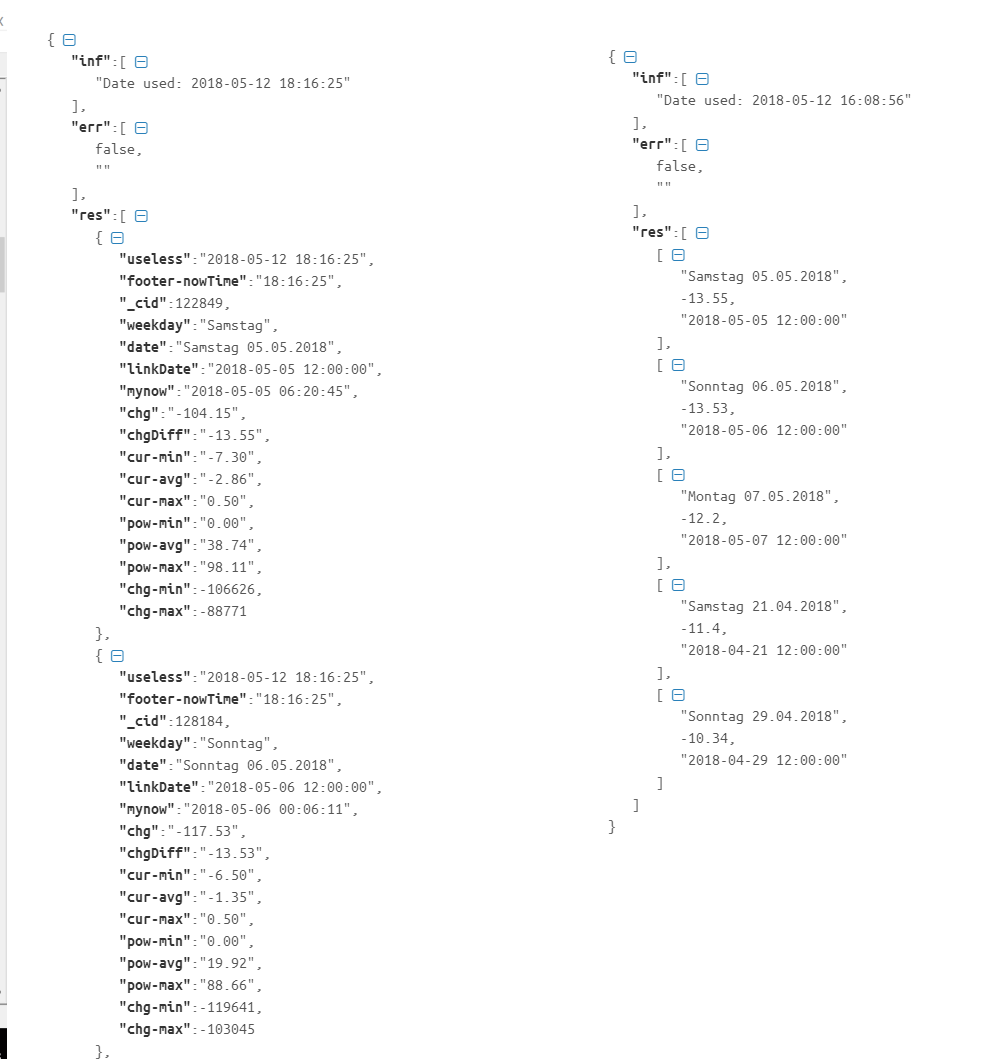 {
"inf":[
"Date used: 2018-05-12 18:16:25"
],
"err":[
false,
""
],
"res":[
{
"useless":"2018-05-12 18:16:25",
"footer-nowTime":"18:16:25",
"_cid":122849,
"weekday":"Samstag",
"date":"Samstag 05.05.2018",
"linkDate":"2018-05-05 12:00:00",
"mynow":"2018-05-05 06:20:45",
"chg":"-104.15",
"chgDiff":"-13.55",
"cur-min":"-7.30",
"cur-avg":"-2.86",
"cur-max":"0.50",
"pow-min":"0.00",
"pow-avg":"38.74",
"pow-max":"98.11",
"chg-min":-106626,
"chg-max":-88771
},
{
"useless":"2018-05-12 18:16:25",
"footer-nowTime":"18:16:25",
"_cid":128184,
"weekday":"Sonntag",
"date":"Sonntag 06.05.2018",
"linkDate":"2018-05-06 12:00:00",
"mynow":"2018-05-06 00:06:11",
"chg":"-117.53",
"chgDiff":"-13.53",
"cur-min":"-6.50",
"cur-avg":"-1.35",
"cur-max":"0.50",
"pow-min":"0.00",
"pow-avg":"19.92",
"pow-max":"88.66",
"chg-min":-119641,
"chg-max":-103045
},
{
"inf":[
"Date used: 2018-05-12 16:08:56"
],
"err":[
false,
""
],
"res":[
[
"Samstag 05.05.2018",
-13.55,
"2018-05-05 12:00:00"
],
[
"Sonntag 06.05.2018",
-13.53,
"2018-05-06 12:00:00"
],
[
"Montag 07.05.2018",
-12.2,
"2018-05-07 12:00:00"
],
[
"Samstag 21.04.2018",
-11.4,
"2018-04-21 12:00:00"
],
[
"Sonntag 29.04.2018",
-10.34,
"2018-04-29 12:00:00"
]
]
}